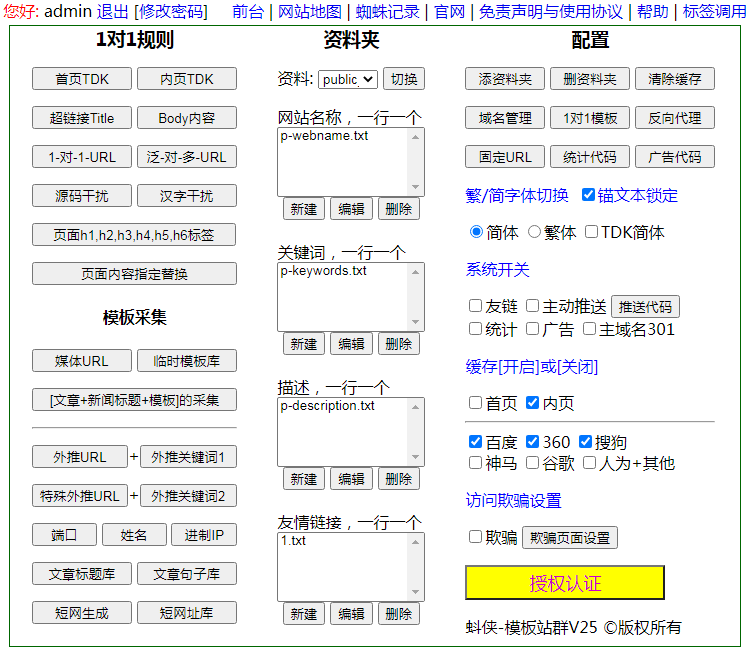 您好: admin 退出 [修改密码] 前台 | 网站地图 | 蜘蛛记录 | 官网 | 免责声明与使用协议 | 帮助 | 标签调用
1对1规则
首页TDK 内页TDK
超链接Title Body内容
1-对-1-URL 泛-对-多-URL
源码干扰 汉字干扰
页面h1,h2,h3,h4,h5,h6标签
页面内容指定替换
模板采集
媒体URL 临时模板库
[文章+新闻标题+模板]的采集
外推URL + 外推关键词1
特殊外推URL + 外推关键词2
端口 姓名 进制IP
文章标题库 文章句子库
短网生成 短网址库
资料夹
资料: public_ 切换
网站名称，一行一个
p-webname.txt
新建 编辑 删除
关键词，一行一个
p-keywords.txt
新建 编辑 删除
描述，一行一个
p-description.txt
新建 编辑 删除
友情链接，一行一个
1.txt
新建 编辑 删除
配置
添资料夹 删资料夹 清除缓存
域名管理 1对1模板 反向代理
固定URL 统计代码 广告代码
繁/简字体切换 锚文本锁定
简体 繁体 TDK简体
系统开关
友链 主动推送 推送代码
统计 广告 主域名301
缓存[开启]或[关闭]
首页 内页
百度 360 搜狗
神马 谷歌 人为+其他
访问欺骗设置
欺骗 欺骗页面设置
授权认证
蚪侠-模板站群V25 ©版权所有